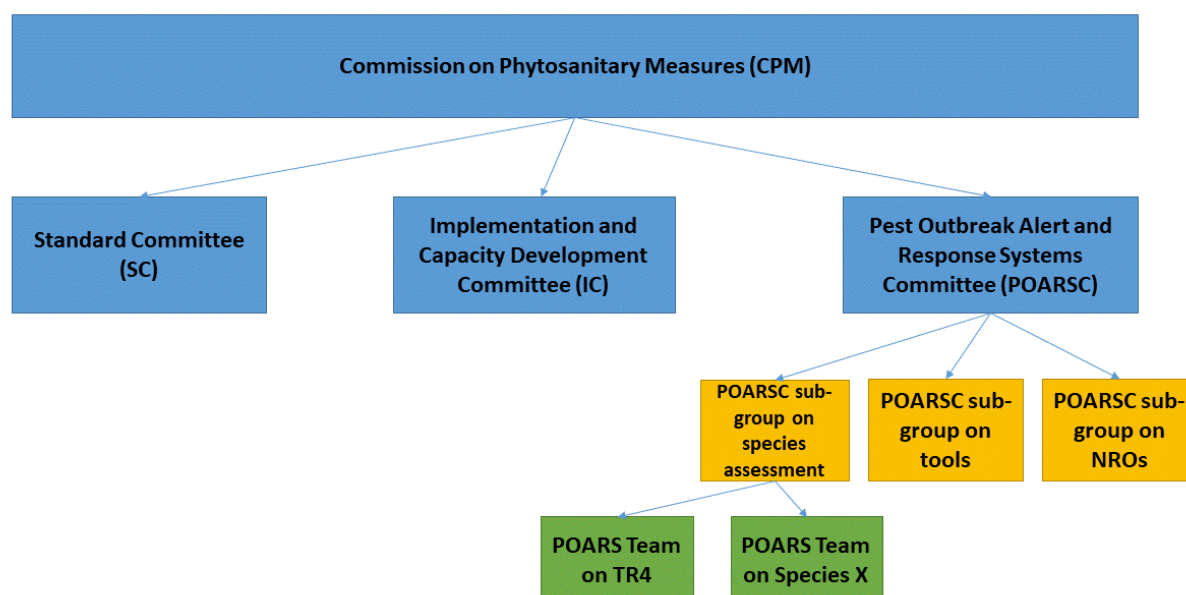 Commission on Phytosanitary Measures (CPM)
Standard Committee
(SC)
Implementation and
Capacity Development
Committee (IC)
Pest Outbreak Alert and
Response Systems
Committee (POARSC)
POARSC sub-
group on
species
assessment
POARSC sub-
group on
tools
POARSC sub-
group on
NROs
POARS Team
on TR4
POARS Team
on Species X